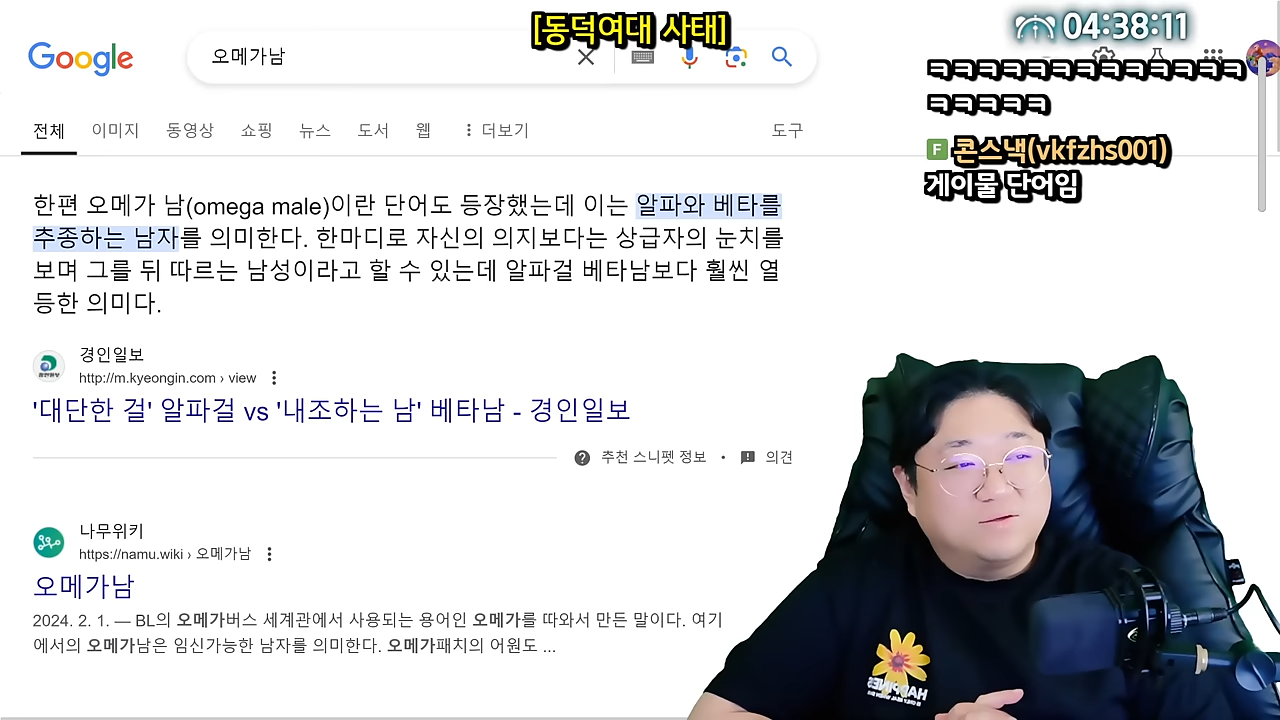 [동덕여대 사태]
04:38:11
Google
오메가남
ㅋㅋㅋㅋㅋㅋㅋㅋㅋㅋㅋㅋㅋ
ㅋㅋㅋㅋㅋ
F 콘스낵(vkfzhs001)
게이물 단어임
전체 이미지 동영상 쇼핑 뉴스 도서 웹 더보기 도구
한편 오메가 남(omega male)이란 단어도 등장했는데 이는 알파와 베타를
추종하는 남자를 의미한다. 한마디로 자신의 의지보다는 상급자의 눈치를
보며 그를 뒤 따르는 남성이라고 할 수 있는데 알파걸 베타남보다 훨씬 열
등한 의미다.
경인일보
http://m.kyeongin.com › view
'대단한 걸' 알파걸 vs '내조하는 남' 베타남 - 경인일보
추천 스니펫 정보 • 의견
나무위키
https://namu.wiki › 오메가남
오메가남
2024. 2. 1. — BL의 오메가버스 세계관에서 사용되는 용어인 오메가를 따와서 만든 말이다. 여기
에서의 오메가남은 임신가능한 남자를 의미한다. 오메가패치의 어원도 ...
HAPPINES